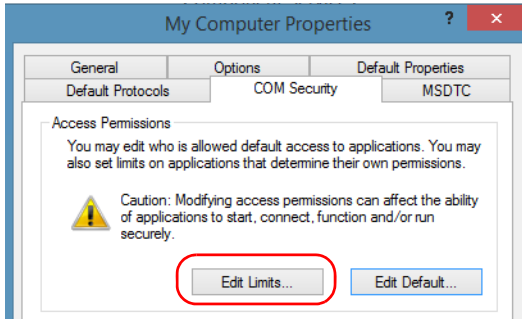 My Computer Properties
?
×
General
Options
Default Properties
Default Protocols
COM Security
MSDTC
Access Permissions
You may edit who is allowed default access to applications. You may
also set limits on applications that determine their own permissions.
Caution: Modifying access permissions can affect the ability
of applications to start, connect, function and/or run
securely.
Edit Limits...
Edit Default...